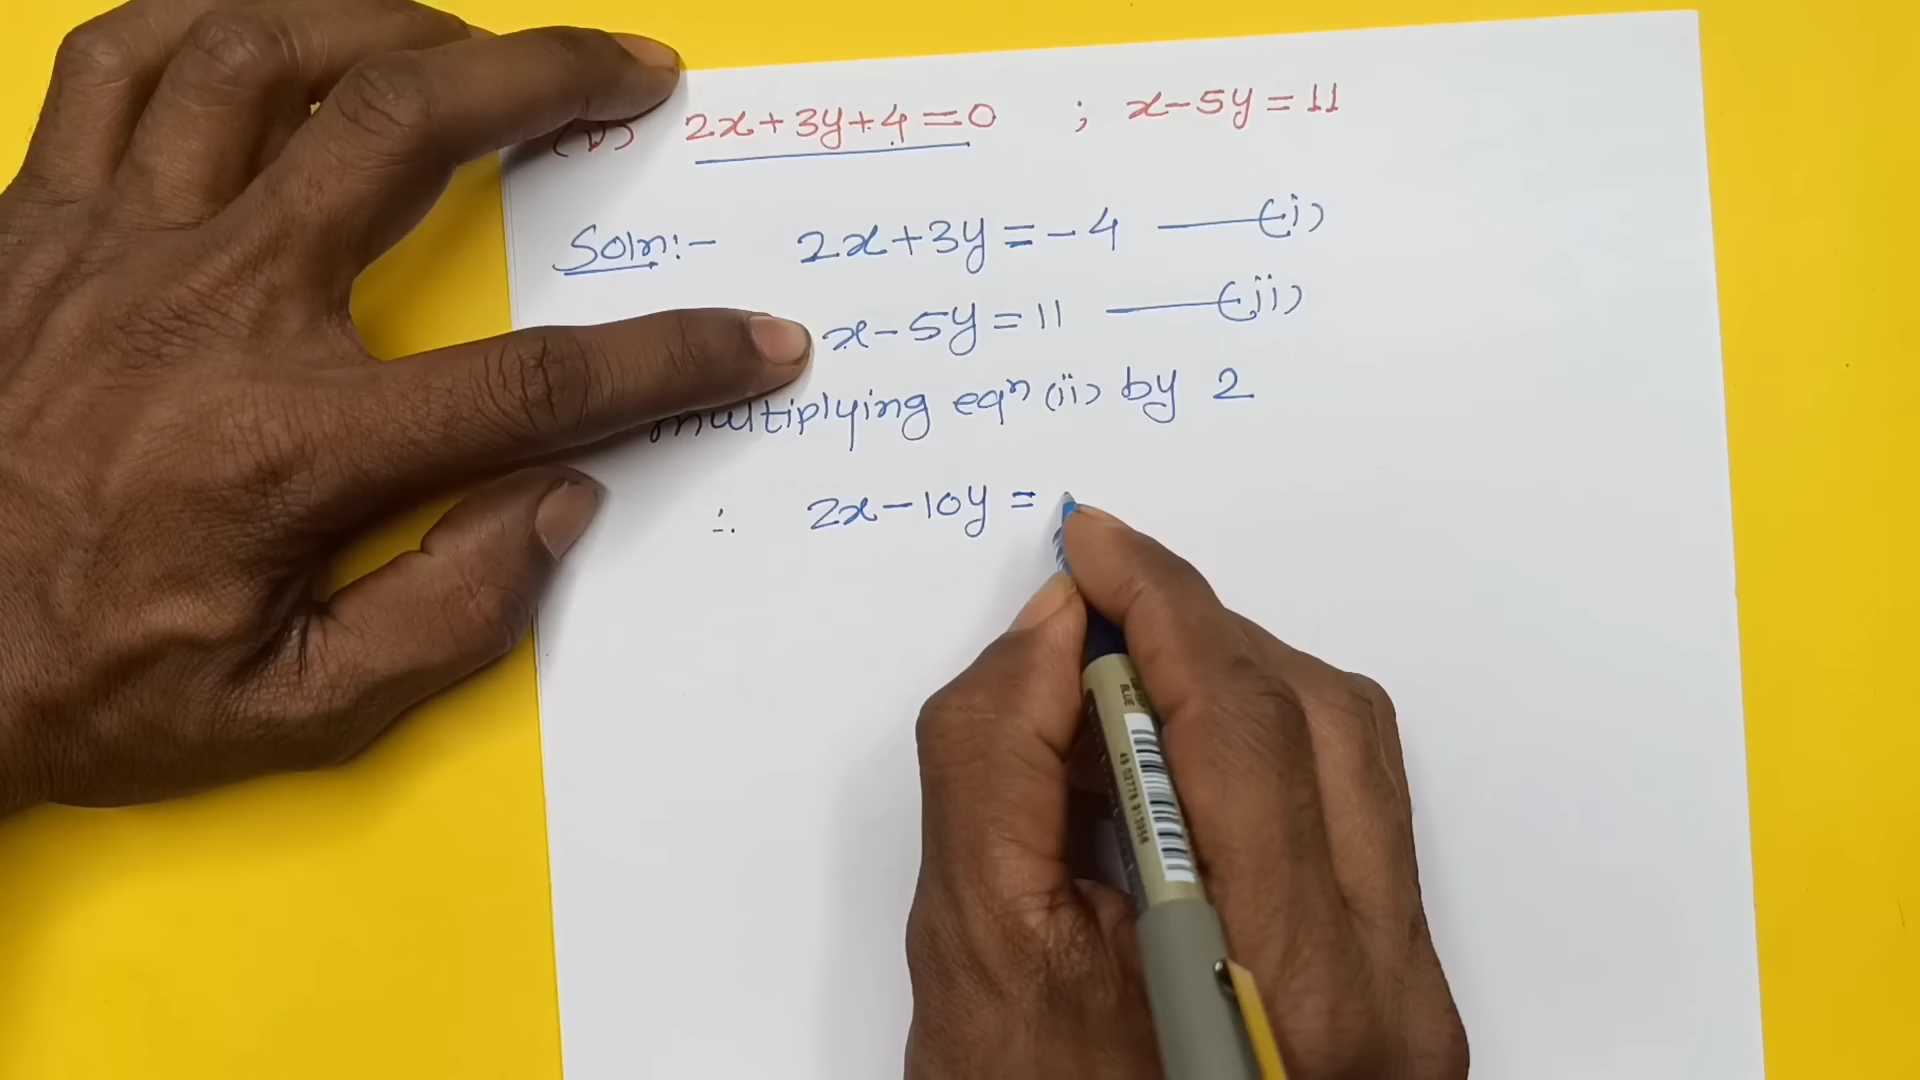 (v) 2x+3y+4=0 ; x-5y=11
Soln:- 2x+3y=-4 —(i)
x-5y=11 —(ii)
multiplying eqⁿ (ii) by 2
∴ 2x-10y=
BLUE